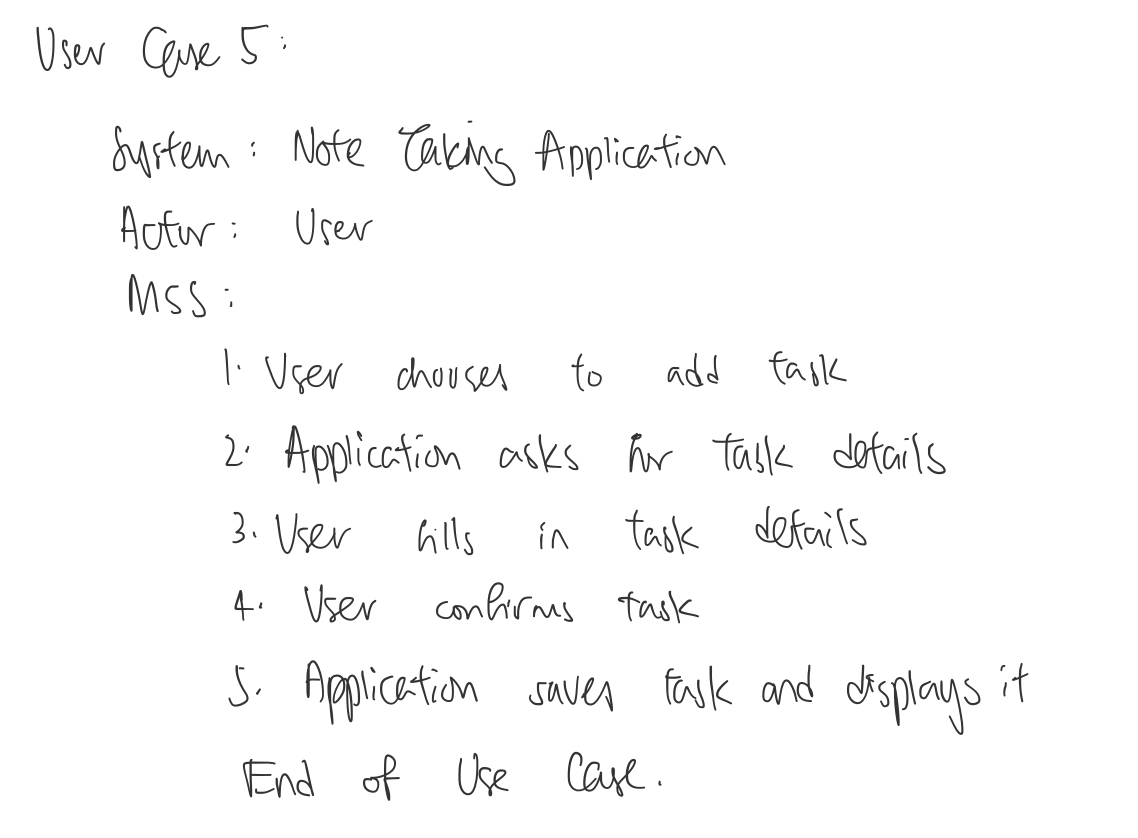 User Case 5:
System: Note Taking Application
Actor: User
MSS:
1. User chooses to add task
2. Application asks for task details
3. User fills in task details
4. User confirms task
5. Application saves task and displays it
End of Use Case.